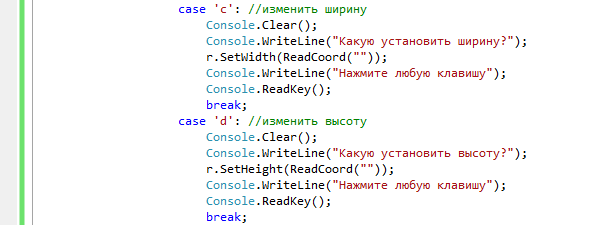 case 'c': //изменить ширину
Console.Clear();
Console.WriteLine("Какую установить ширину?");
r.SetWidth(ReadCoord(""));
Console.WriteLine("Нажмите любую клавишу");
Console.ReadKey();
break;
case 'd': //изменить высоту
Console.Clear();
Console.WriteLine("Какую установить высоту?");
r.SetHeight(ReadCoord(""));
Console.WriteLine("Нажмите любую клавишу");
Console.ReadKey();
break;